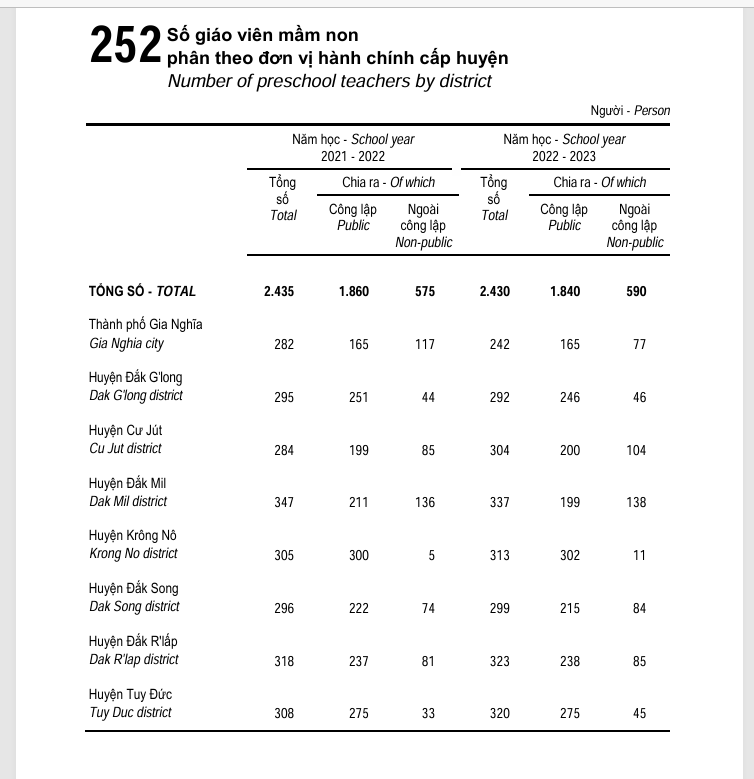 252 Số giáo viên mầm non
phân theo đơn vị hành chính cấp huyện
Number of preschool teachers by district
Người - Person
Năm học - School year Năm học - School year
2021 - 2022 2022 - 2023
Tổng số Total Chia ra - Of which Tổng số Total Chia ra - Of which
Công lập Public Ngoài công lập Non-public Công lập Public Ngoài công lập Non-public
TỔNG SỐ - TOTAL 2.435 1.860 575 2.430 1.840 590
Thành phố Gia Nghĩa
Gia Nghia city 282 165 117 242 165 77
Huyện Đắk G'long
Dak G'long district 295 251 44 292 246 46
Huyện Cư Jút
Cu Jut district 284 199 85 304 200 104
Huyện Đắk Mil
Dak Mil district 347 211 136 337 199 138
Huyện Krông Nô
Krong No district 305 300 5 313 302 11
Huyện Đắk Song
Dak Song district 296 222 74 299 215 84
Huyện Đắk R'lấp
Dak R'lap district 318 237 81 323 238 85
Huyện Tuy Đức
Tuy Duc district 308 275 33 320 275 45